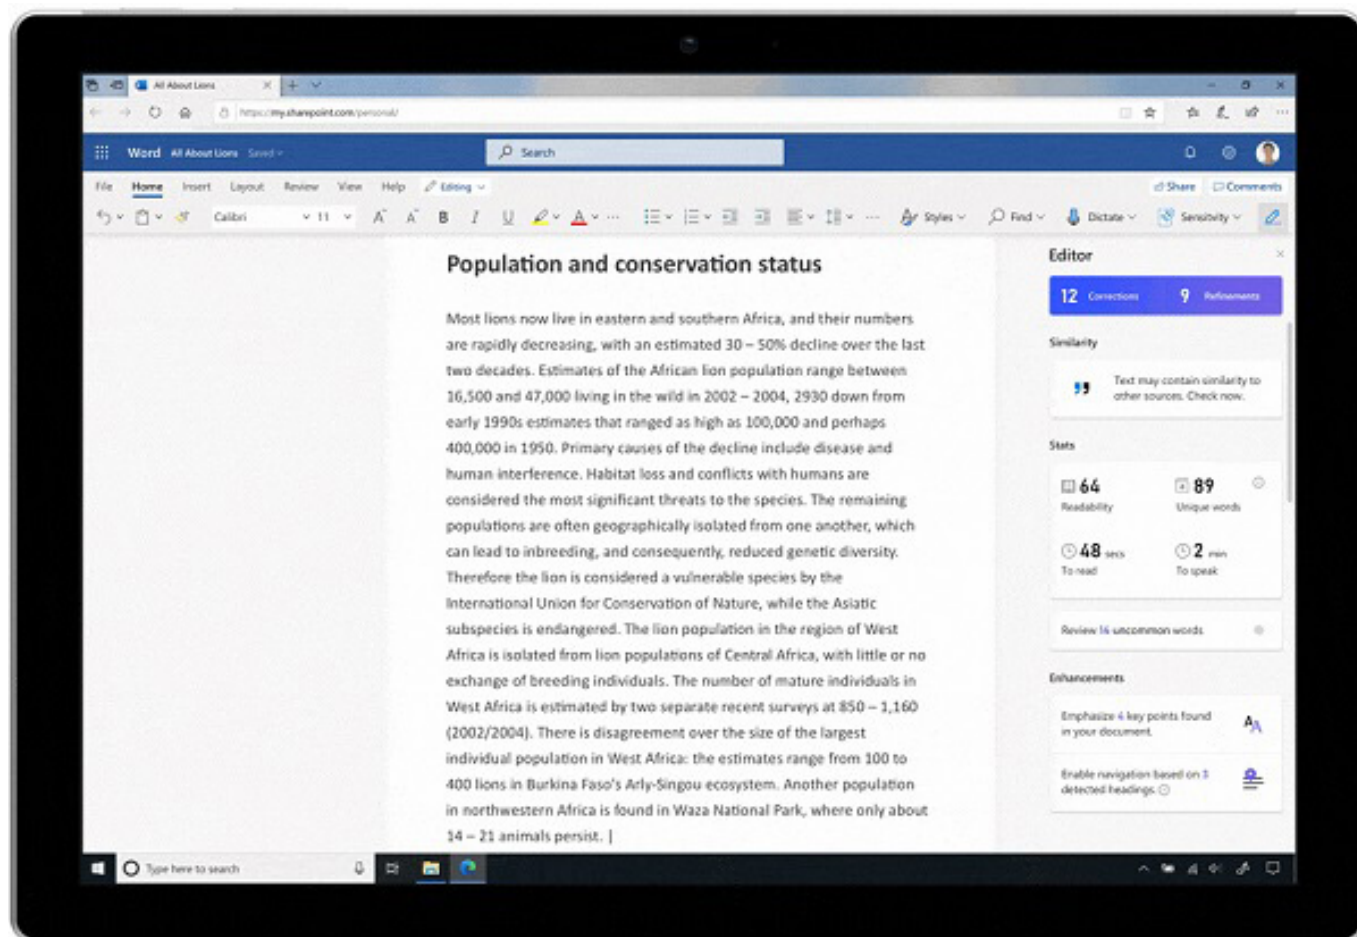 All About Lions
https://my.sharepoint.com/personal/
Word All About Lions Saved
Search
File Home Insert Layout Review View Help Editing
Share Comments
Calibri 11 A A B I U A Styles Find Dictate Sensitivity
Population and conservation status
Most lions now live in eastern and southern Africa, and their numbers
are rapidly decreasing, with an estimated 30 – 50% decline over the last
two decades. Estimates of the African lion population range between
16,500 and 47,000 living in the wild in 2002 – 2004, 2930 down from
early 1990s estimates that ranged as high as 100,000 and perhaps
400,000 in 1950. Primary causes of the decline include disease and
human interference. Habitat loss and conflicts with humans are
considered the most significant threats to the species. The remaining
populations are often geographically isolated from one another, which
can lead to inbreeding, and consequently, reduced genetic diversity.
Therefore the lion is considered a vulnerable species by the
International Union for Conservation of Nature, while the Asiatic
subspecies is endangered. The lion population in the region of West
Africa is isolated from lion populations of Central Africa, with little or no
exchange of breeding individuals. The number of mature individuals in
West Africa is estimated by two separate recent surveys at 850 – 1,160
(2002/2004). There is disagreement over the size of the largest
individual population in West Africa: the estimates range from 100 to
400 lions in Burkina Faso's Arly-Singou ecosystem. Another population
in northwestern Africa is found in Waza National Park, where only about
14 – 21 animals persist.
Editor
12 Corrections 9 Refinements
Similarity
Text may contain similarity to
other sources. Check now.
Stats
64 89
Readability Unique words
48 secs 2 min
To read To speak
Review 16 uncommon words
Enhancements
Emphasize 4 key points found
in your document.
Enable navigation based on 3
detected headings
Type here to search